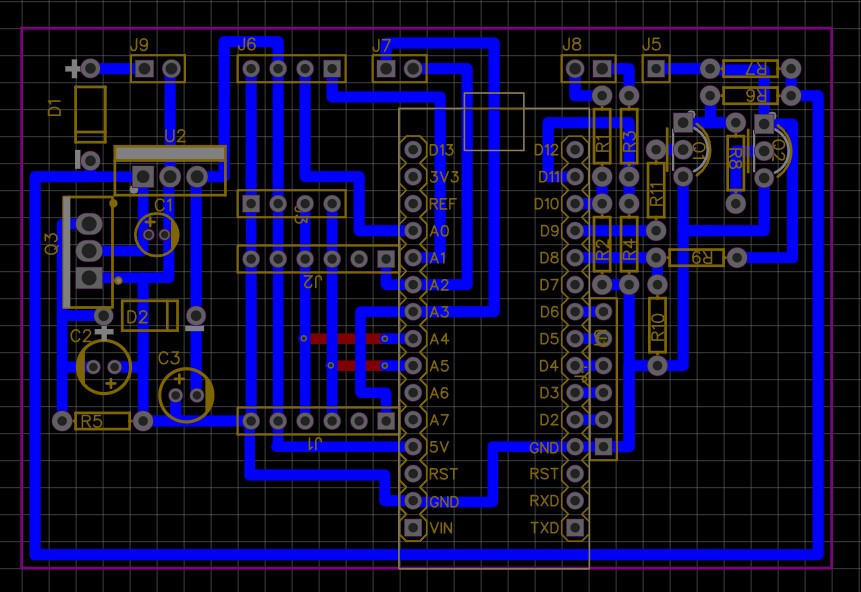 J9
J6
J7
J8
J5
R7
R6
D1
U2
R1
R3
Q1
R8
Q2
D13
3V3
REF
A0
A1
A2
A3
A4
A5
A6
A7
5V
RST
GND
VIN
D12
D11
D10
D9
D8
D7
D6
D5
D4
D3
D2
GND
RST
RXD
TXD
R11
C1
J3
Q3
J2
R2
R4
R9
D2
R10
C2
C3
R5
J1